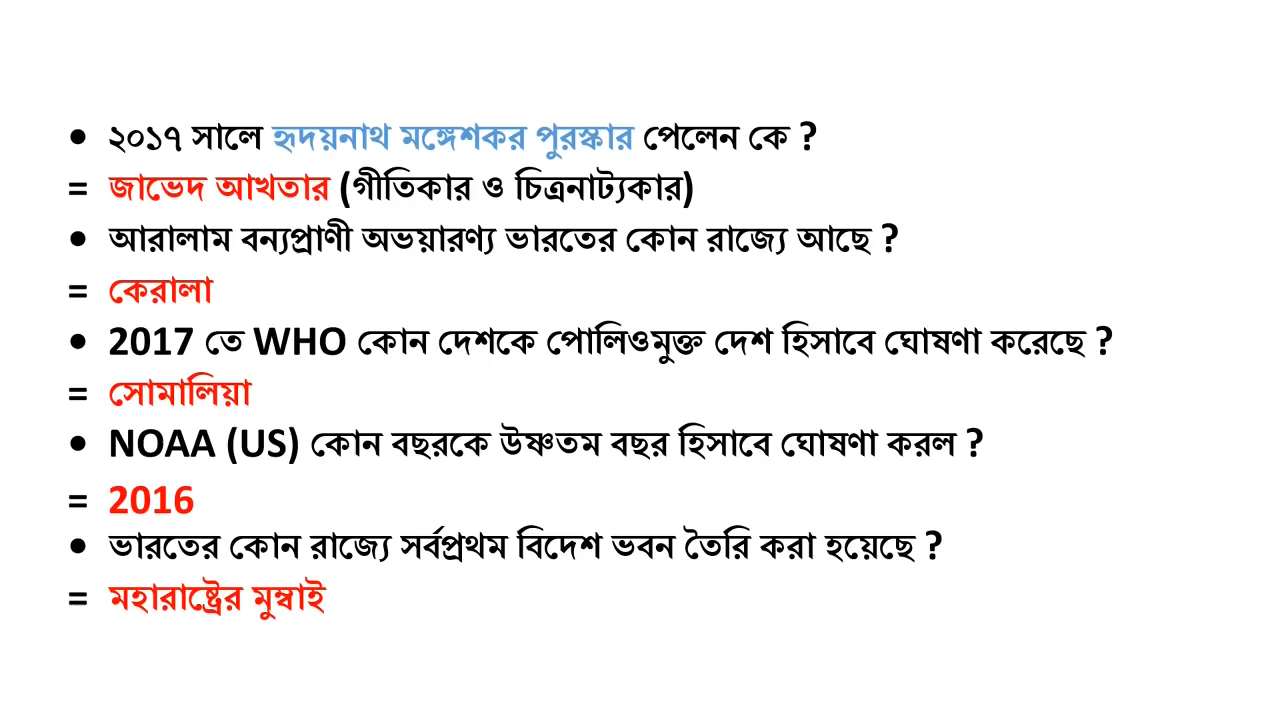 • ২০১৭ সালে হৃদয়নাথ মঙ্গেশকর পুরস্কার পেলেন কে ?
= জাভেদ আখতার (গীতিকার ও চিত্রনাট্যকার)
• আরালাম বন্যপ্রাণী অভয়ারণ্য ভারতের কোন রাজ্যে আছে ?
= কেরালা
• 2017 তে WHO কোন দেশকে পোলিওমুক্ত দেশ হিসাবে ঘোষণা করেছে ?
= সোমালিয়া
• NOAA (US) কোন বছরকে উষ্ণতম বছর হিসাবে ঘোষণা করল ?
= 2016
• ভারতের কোন রাজ্যে সর্বপ্রথম বিদেশ ভবন তৈরি করা হয়েছে ?
= মহারাষ্ট্রের মুম্বাই